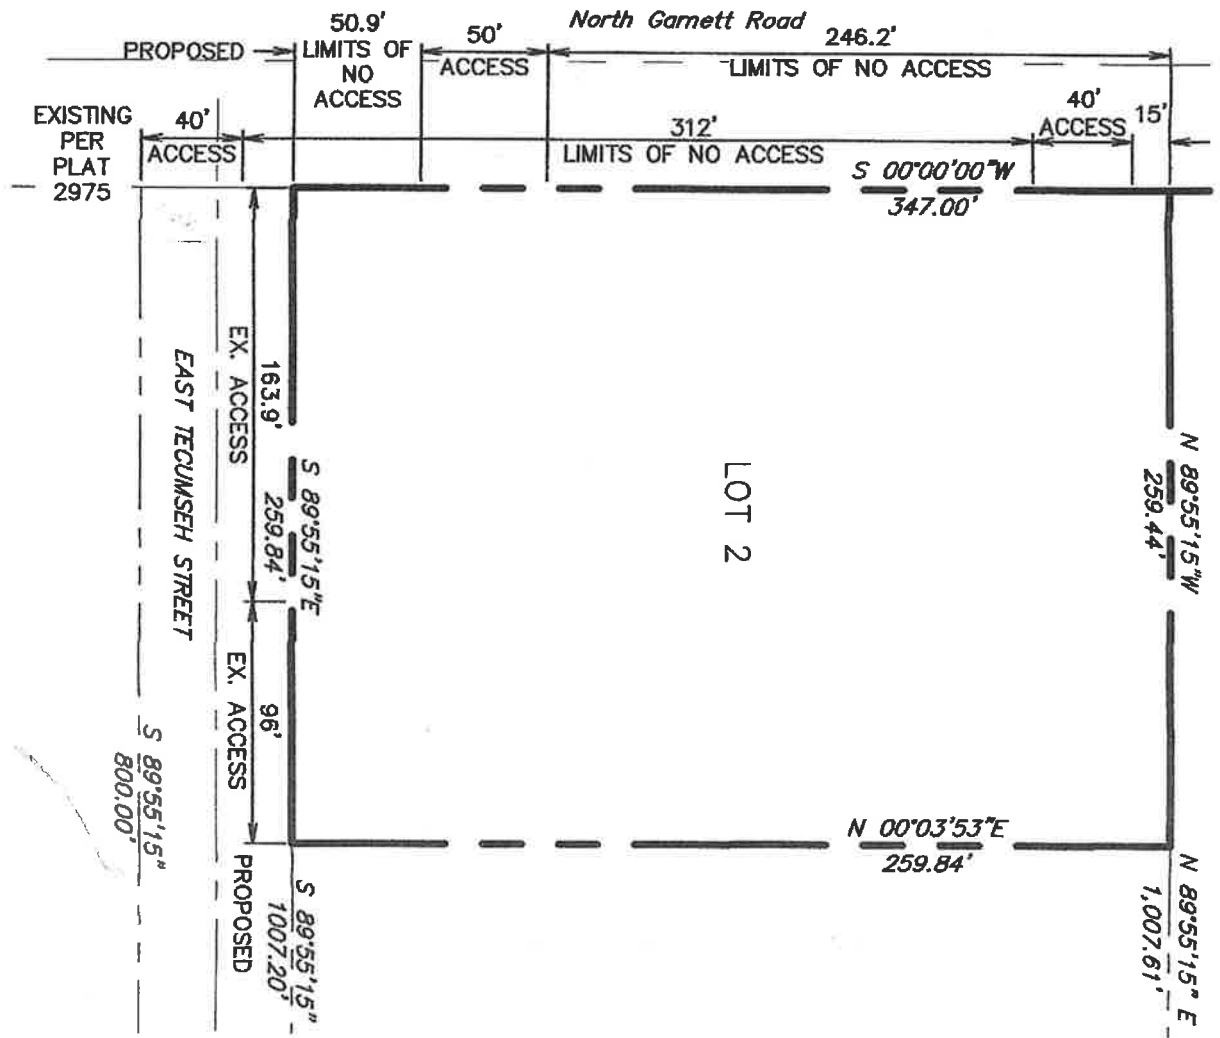 North Garnett Road
PROPOSED
50.9'
LIMITS OF
NO
ACCESS
50'
ACCESS
246.2'
LIMITS OF NO ACCESS
EXISTING
PER
PLAT
2975
40'
ACCESS
312'
LIMITS OF NO ACCESS
40'
ACCESS
15'
S 00°00'00"W
347.00'
EX. ACCESS
163.9'
EAST TECUMSEH STREET
S 89°55'15"E
259.84'
LOT 2
N 89°55'15"W
259.44'
EX. ACCESS
96'
S 89°55'15"
800.00'
N 00°03'53"E
259.84'
PROPOSED
S 89°55'15"
1007.20'
N 89°55'15" E
1,007.61'